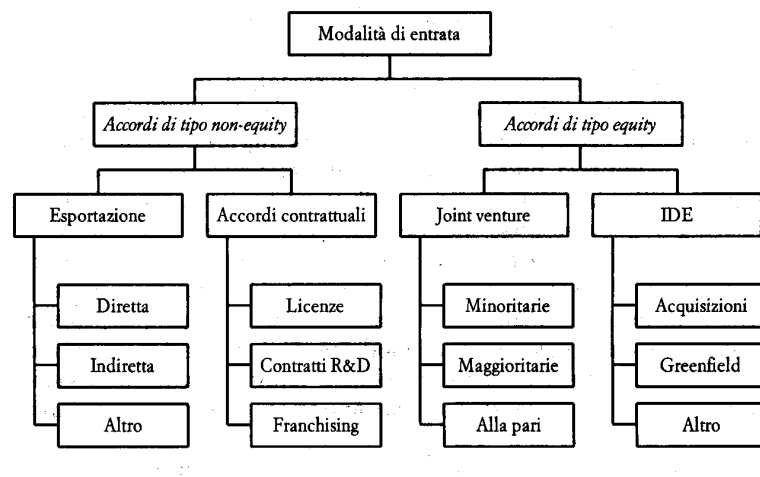 Modalità di entrata
Accordi di tipo non-equity
Accordi di tipo equity
Esportazione
Accordi contrattuali
Joint venture
IDE
Diretta
Licenze
Minoritarie
Acquisizioni
Indiretta
Contratti R&D
Maggioritarie
Greenfield
Altro
Franchising
Alla pari
Altro